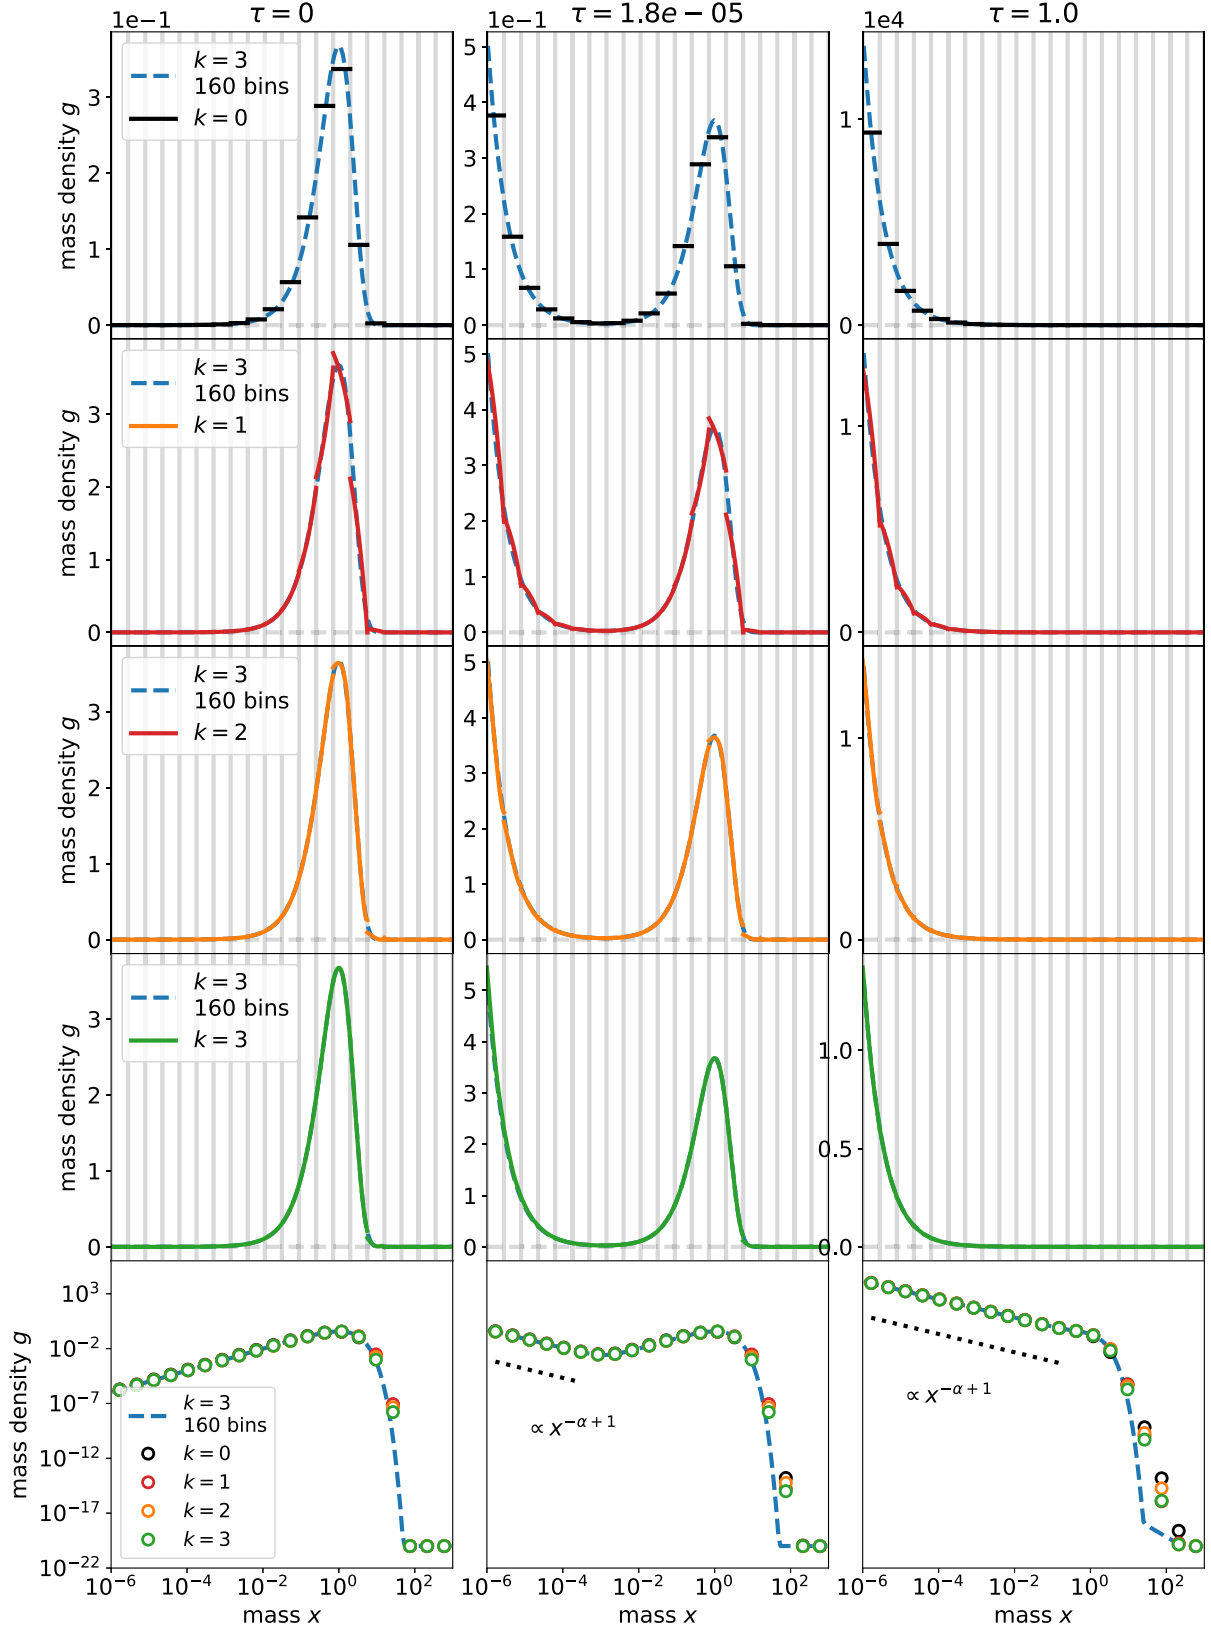 τ = 0
τ = 1.8e − 05
τ = 1.0
1e−1
1e−1
1e4
mass density g
3
2
1
0
k = 3
160 bins
k = 0
5
4
3
2
1
0
1
0
mass density g
3
2
1
0
k = 3
160 bins
k = 1
5
4
3
2
1
0
1
0
mass density g
3
2
1
0
k = 3
160 bins
k = 2
5
4
3
2
1
0
1
0
mass density g
3
2
1
0
k = 3
160 bins
k = 3
5
4
3
2
1
0
1.0
0.5
0.0
mass density g
10^3
10^−2
10^−7
10^−12
10^−17
10^−22
k = 3
160 bins
k = 0
k = 1
k = 2
k = 3
∝ x^−α+1
∝ x^−α+1
10^−6 10^−4 10^−2 10^0 10^2
10^−6 10^−4 10^−2 10^0 10^2
10^−6 10^−4 10^−2 10^0 10^2
mass x
mass x
mass x